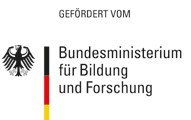 GEFÖRDERT VOM
Bundesministerium
für Bildung
und Forschung